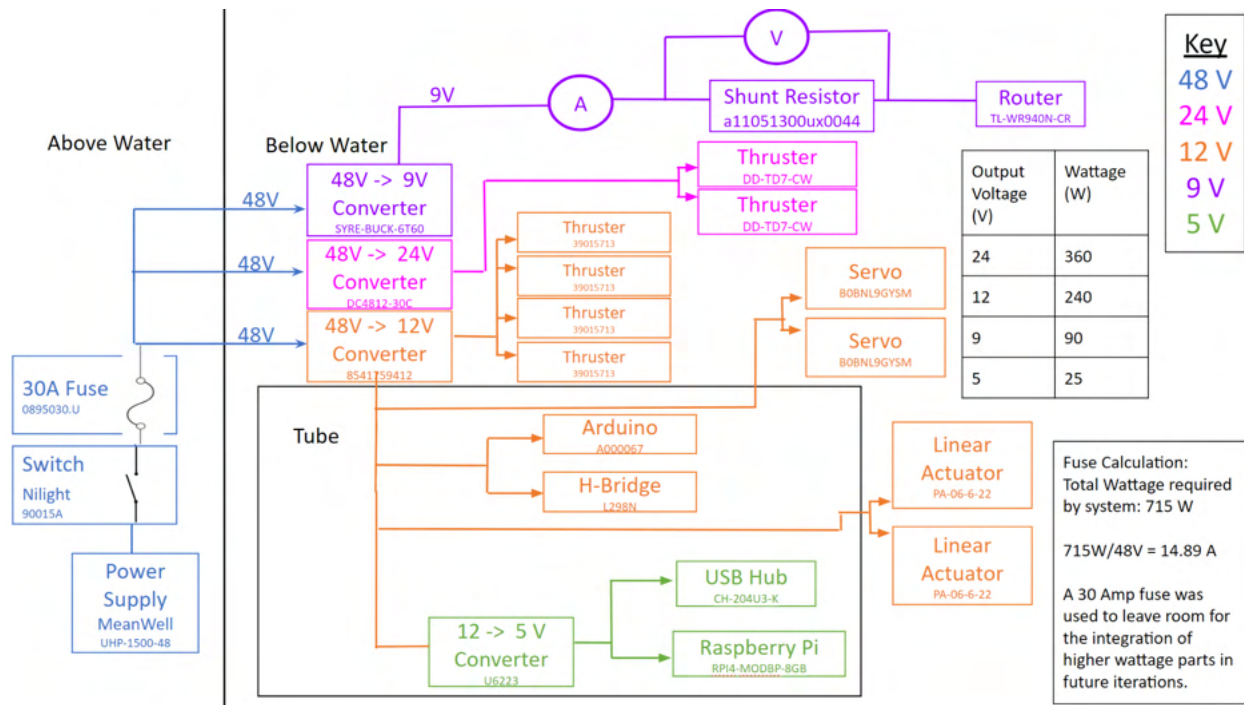 Above Water
30A Fuse
0895030.U
Switch
Nilight
90015A
Power
Supply
MeanWell
UHP-1500-48
Below Water
48V
48V
48V
48V -> 9V
Converter
SYRE-BUCK-6T60
48V -> 24V
Converter
DC4812-30C
48V -> 12V
Converter
8541759412
9V
A
V
Shunt Resistor
a11051300ux0044
Router
TL-WR940N-CR
Thruster
DD-TD7-CW
Thruster
DD-TD7-CW
Thruster
39015713
Thruster
39015713
Thruster
39015713
Thruster
39015713
Servo
B0BNL9GYSM
Servo
B0BNL9GYSM
Tube
Arduino
A000067
H-Bridge
L298N
Linear
Actuator
PA-06-6-22
Linear
Actuator
PA-06-6-22
12 -> 5 V
Converter
U6223
USB Hub
CH-204U3-K
Raspberry Pi
RPI4-MODBP-8GB
Key
48 V
24 V
12 V
9 V
5 V
Output Voltage (V) Wattage (W)
24 360
12 240
9 90
5 25
Fuse Calculation:
Total Wattage required
by system: 715 W
715W/48V = 14.89 A
A 30 Amp fuse was
used to leave room for
the integration of
higher wattage parts in
future iterations.